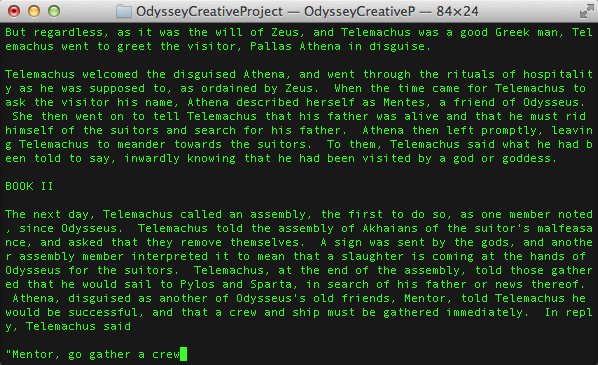 OdysseyCreativeProject — OdysseyCreativeP — 84×24
But regardless, as it was the will of Zeus, and Telemachus was a good Greek man, Tel
emachus went to greet the visitor, Pallas Athena in disguise.
Telemachus welcomed the disguised Athena, and went through the rituals of hospitalit
y as he was supposed to, as ordained by Zeus.  When the time came for Telemachus to
ask the visitor his name, Athena described herself as Mentes, a friend of Odysseus.
 She then went on to tell Telemachus that his father was alive and that he must rid
himself of the suitors and search for his father.  Athena then left promptly, leavin
g Telemachus to meander towards the suitors.  To them, Telemachus said what he had b
een told to say, inwardly knowing that he had been visited by a god or goddess.
BOOK II
The next day, Telemachus called an assembly, the first to do so, as one member noted
, since Odysseus.  Telemachus told the assembly of Akhaians of the suitor's malfeasa
nce, and asked that they remove themselves.  A sign was sent by the gods, and anothe
r assembly member interpreted it to mean that a slaughter is coming at the hands of
Odysseus for the suitors.  Telemachus, at the end of the assembly, told those gather
ed that he would sail to Pylos and Sparta, in search of his father or news thereof.
 Athena, disguised as another of Odysseus's old friends, Mentor, told Telemachus he
would be successful, and that a crew and ship must be gathered immediately.  In repl
y, Telemachus said
"Mentor, go gather a crew